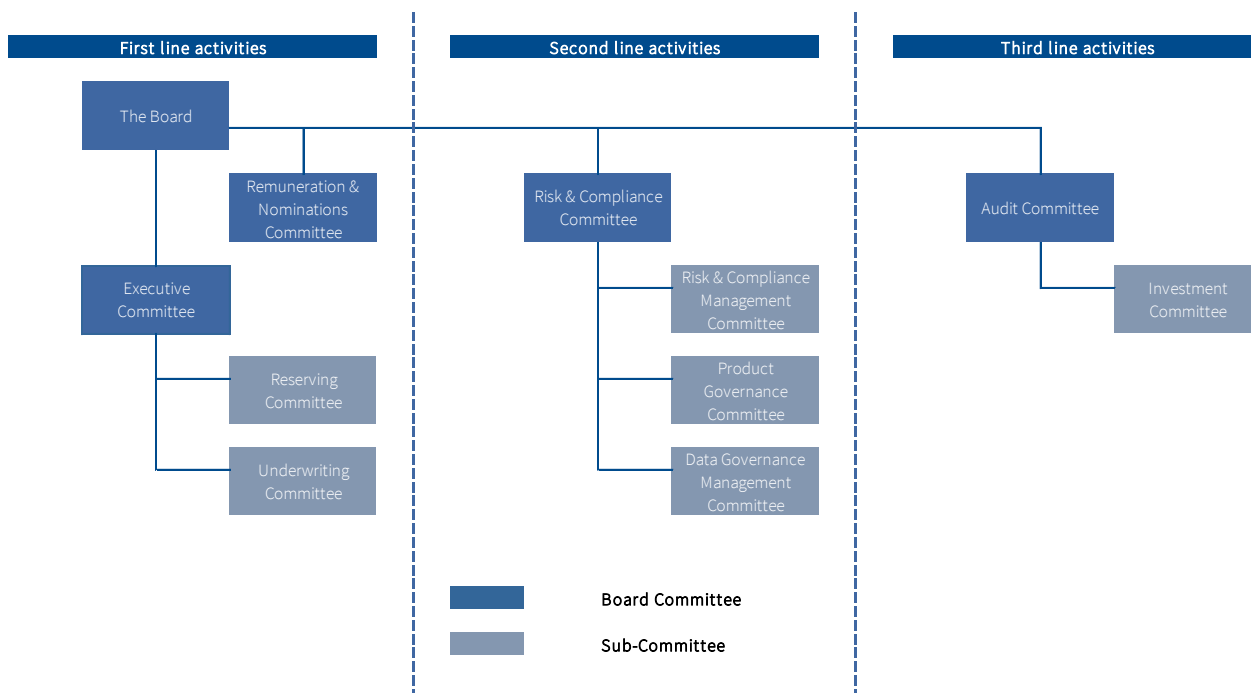 First line activities
Second line activities
Third line activities
The Board
Remuneration &
Nominations
Committee
Risk & Compliance
Committee
Audit Committee
Executive
Committee
Risk & Compliance
Management
Committee
Investment
Committee
Reserving
Committee
Product
Governance
Committee
Underwriting
Committee
Data Governance
Management
Committee
Board Committee
Sub-Committee